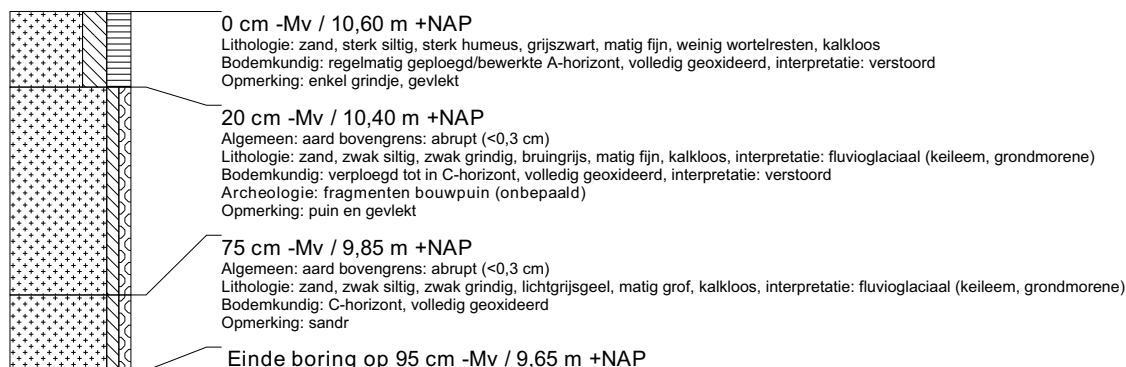 0 cm -Mv / 10,60 m +NAP
Lithologie: zand, sterk siltig, sterk humeus, grijszwart, matig fijn, weinig wortelresten, kalkloos
Bodemkundig: regelmatig geploegd/bewerkte A-horizont, volledig geoxideerd, interpretatie: verstoord
Opmerking: enkel grindje, gevlekt
20 cm -Mv / 10,40 m +NAP
Algemeen: aard bovengrens: abrupt (<0,3 cm)
Lithologie: zand, zwak siltig, zwak grindig, bruingrijs, matig fijn, kalkloos, interpretatie: fluvioglaciaal (keileem, grondmorene)
Bodemkundig: verploegd tot in C-horizont, volledig geoxideerd, interpretatie: verstoord
Archeologie: fragmenten bouwpuin (onbepaald)
Opmerking: puin en gevlekt
75 cm -Mv / 9,85 m +NAP
Algemeen: aard bovengrens: abrupt (<0,3 cm)
Lithologie: zand, zwak siltig, zwak grindig, lichtgrijsgeel, matig grof, kalkloos, interpretatie: fluvioglaciaal (keileem, grondmorene)
Bodemkundig: C-horizont, volledig geoxideerd
Opmerking: sandr
Einde boring op 95 cm -Mv / 9,65 m +NAP